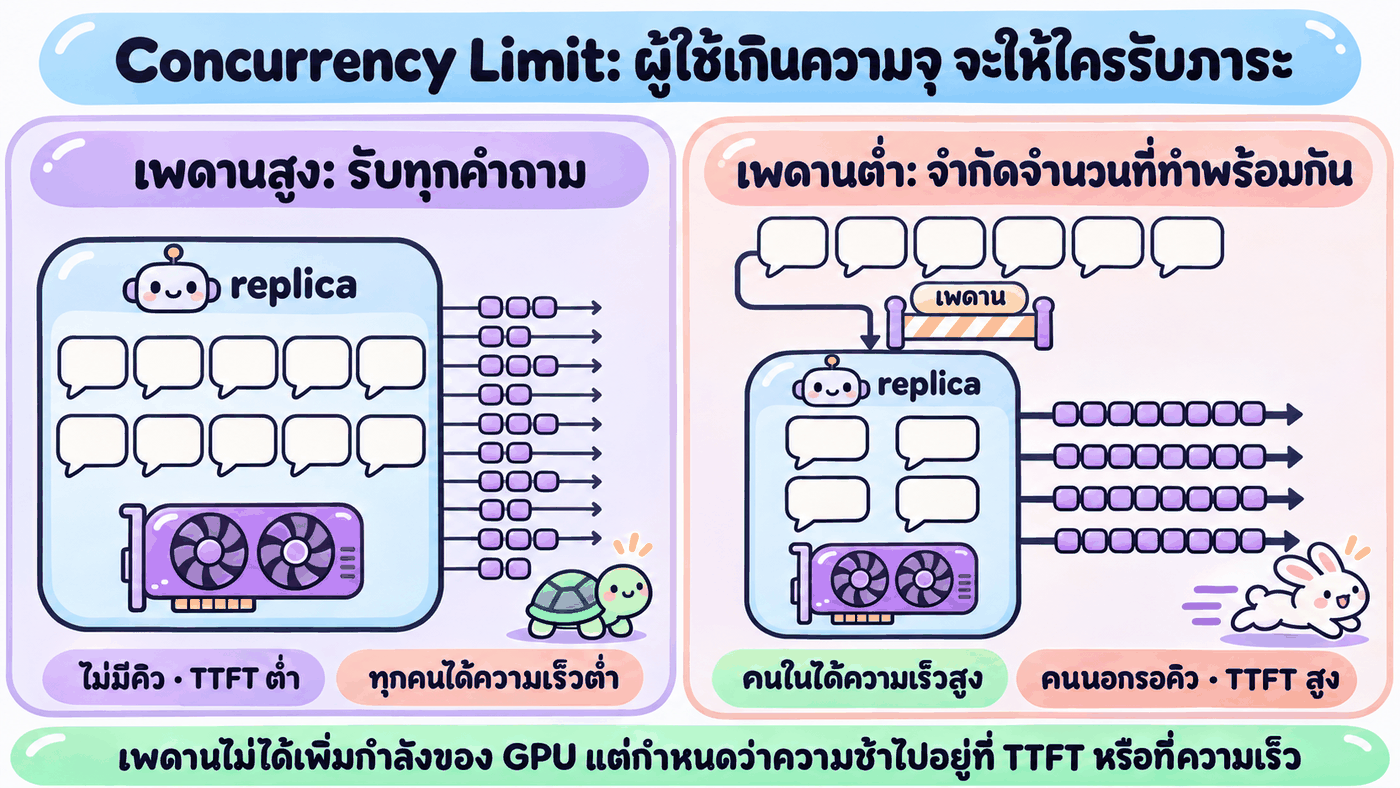 Concurrency Limit: ผู้ใช้เกินความจุ จะให้ใครรับภาระ
เพดานสูง: รับทุกคำถาม
replica
ไม่มีคิว · TTFT ต่ำ
ทุกคนได้ความเร็วต่ำ
เพดานต่ำ: จำกัดจำนวนที่ทำพร้อมกัน
เพดาน
replica
คนในได้ความเร็วสูง
คนนอกรอคิว · TTFT สูง
เพดานไม่ได้เพิ่มกำลังของ GPU แต่กำหนดว่าความช้าไปอยู่ที่ TTFT หรือที่ความเร็ว